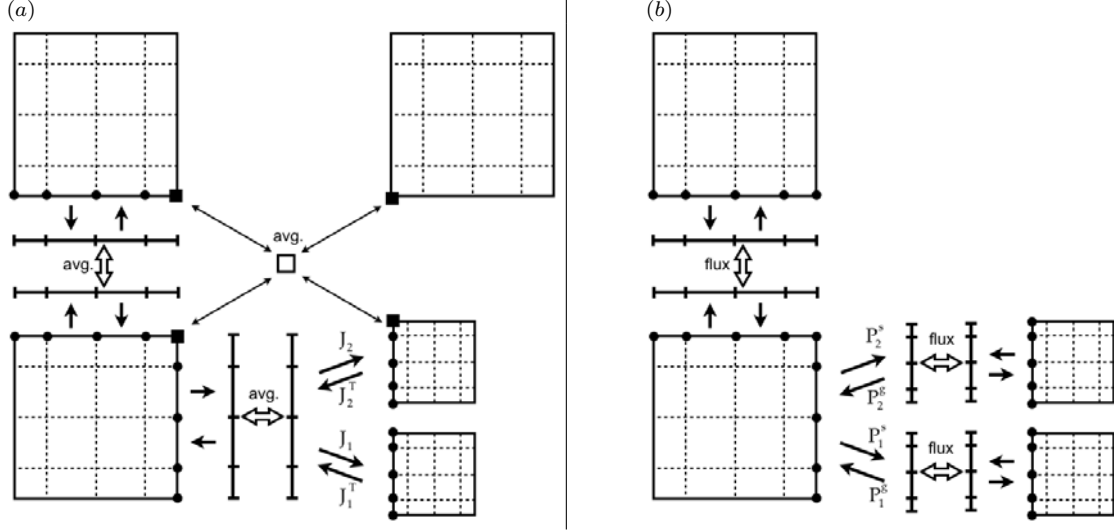 (a)
avg.
avg.
avg.
J₂
J₂ᵀ
J₁
J₁ᵀ
(b)
flux
P₂ˢ
flux
P₂ᵍ
P₁ˢ
flux
P₁ᵍ